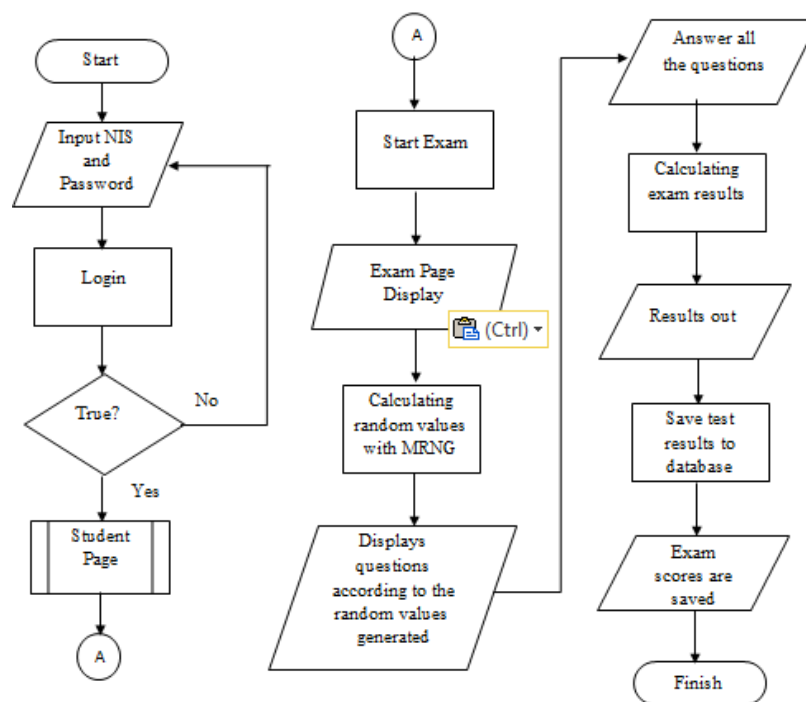 Start
Input NIS
and
Password
Login
True?
No
Yes
Student
Page
A
A
Start Exam
Exam Page
Display
(Ctrl)
Calculating
random values
with MRNG
Displays
questions
according to the
random values
generated
Answer all
the questions
Calculating
exam results
Results out
Save test
results to
database
Exam
scores are
saved
Finish